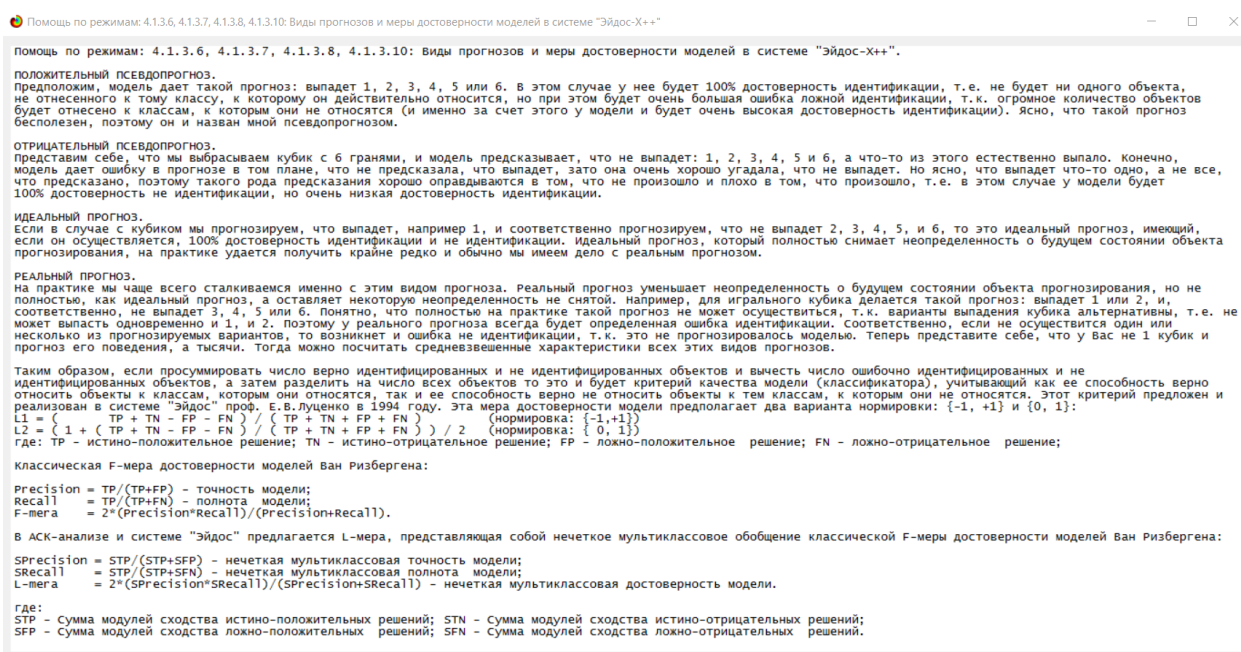 Помощь по режимам: 4.1.3.6, 4.1.3.7, 4.1.3.8, 4.1.3.10: Виды прогнозов и меры достоверности моделей в системе "Эйдос-Х++"
Помощь по режимам: 4.1.3.6, 4.1.3.7, 4.1.3.8, 4.1.3.10: Виды прогнозов и меры достоверности моделей в системе "Эйдос-Х++".
ПОЛОЖИТЕЛЬНЫЙ ПСЕВДОПРОГНОЗ.
Предположим, модель дает такой прогноз: выпадет 1, 2, 3, 4, 5 или 6. В этом случае у нее будет 100% достоверность идентификации, т.е. не будет ни одного объекта,
не отнесенного к тому классу, к которому он действительно относится, но при этом будет очень большая ошибка ложной идентификации, т.к. огромное количество объектов
будет отнесено к классам, к которым они не относятся (и именно за счет этого у модели и будет очень высокая достоверность идентификации). Ясно, что такой прогноз
бесполезен, поэтому он и назван мной псевдопрогнозом.
ОТРИЦАТЕЛЬНЫЙ ПСЕВДОПРОГНОЗ.
Представим себе, что мы выбрасываем кубик с 6 гранями, и модель предсказывает, что не выпадет: 1, 2, 3, 4, 5 и 6, а что-то из этого естественно выпало. Конечно,
модель дает ошибку в прогнозе в том плане, что не предсказала, что выпадет, зато она очень хорошо угадала, что не выпадет. Но ясно, что выпадет что-то одно, а не все,
что предсказано, поэтому такого рода предсказания хорошо оправдываются в том, что не произошло и плохо в том, что произошло, т.е. в этом случае у модели будет
100% достоверность не идентификации, но очень низкая достоверность идентификации.
ИДЕАЛЬНЫЙ ПРОГНОЗ.
Если в случае с кубиком мы прогнозируем, что выпадет, например 1, и соответственно прогнозируем, что не выпадет 2, 3, 4, 5, и 6, то это идеальный прогноз, имеющий,
если он осуществляется, 100% достоверность идентификации и не идентификации. Идеальный прогноз, который полностью снимает неопределенность о будущем состоянии объекта
прогнозирования, на практике удается получить крайне редко и обычно мы имеем дело с реальным прогнозом.
РЕАЛЬНЫЙ ПРОГНОЗ.
На практике мы чаще всего сталкиваемся именно с этим видом прогноза. Реальный прогноз уменьшает неопределенность о будущем состоянии объекта прогнозирования, но не
полностью, как идеальный прогноз, а оставляет некоторую неопределенность не снятой. Например, для игрального кубика делается такой прогноз: выпадет 1 или 2, и,
соответственно, не выпадет 3, 4, 5 или 6. Понятно, что полностью на практике такой прогноз не может осуществиться, т.к. варианты выпадения кубика альтернативны, т.е. не
может выпасть одновременно и 1, и 2. Поэтому у реального прогноза всегда будет определенная ошибка идентификации. Соответственно, если не осуществится один или
несколько из прогнозируемых вариантов, то возникнет и ошибка не идентификации, т.к. это не прогнозировалось моделью. Теперь представите себе, что у Вас не 1 кубик и
прогноз его поведения, а тысячи. Тогда можно посчитать средневзвешенные характеристики всех этих видов прогнозов.
Таким образом, если просуммировать число верно идентифицированных и не идентифицированных объектов и вычесть число ошибочно идентифицированных и не
идентифицированных объектов, а затем разделить на число всех объектов то это и будет критерий качества модели (классификатора), учитывающий как ее способность верно
относить объекты к классам, которым они относятся, так и ее способность верно не относить объекты к тем классам, к которым они не относятся. Этот критерий предложен и
реализован в системе "Эйдос" проф. Е.В.Луценко в 1994 году. Эта мера достоверности модели предполагает два варианта нормировки: {-1, +1} и {0, 1}:
L1 = (     TP + TN - FP - FN ) / ( TP + TN + FP + FN )         (нормировка: {-1,+1})
L2 = ( 1 + ( TP + TN - FP - FN ) / ( TP + TN + FP + FN ) ) / 2   (нормировка: { 0, 1})
где: TP - истино-положительное решение; TN - истино-отрицательное решение; FP - ложно-положительное  решение; FN - ложно-отрицательное  решение;
Классическая F-мера достоверности моделей Ван Ризбергена:
Precision = TP/(TP+FP) - точность модели;
Recall    = TP/(TP+FN) - полнота  модели;
F-mera    = 2*(Precision*Recall)/(Precision+Recall).
В АСК-анализе и системе "Эйдос" предлагается L-мера, представляющая собой нечеткое мультиклассовое обобщение классической F-меры достоверности моделей Ван Ризбергена:
SPrecision = STP/(STP+SFP) - нечеткая мультиклассовая точность модели;
SRecall    = STP/(STP+SFN) - нечеткая мультиклассовая полнота  модели;
L-mera     = 2*(SPrecision*SRecall)/(SPrecision+SRecall) - нечеткая мультиклассовая достоверность модели.
где:
STP - Сумма модулей сходства истино-положительных решений; STN - Сумма модулей сходства истино-отрицательных решений;
SFP - Сумма модулей сходства ложно-положительных  решений; SFN - Сумма модулей сходства ложно-отрицательных  решений.